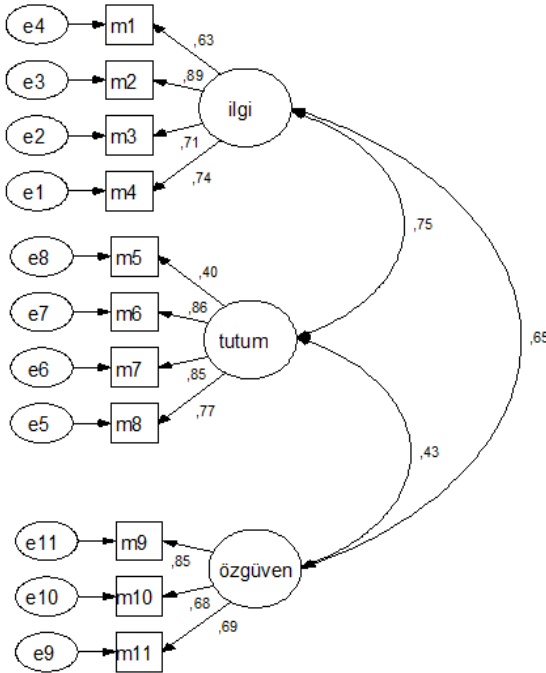 e4 m1 ,63
e3 m2 ,89
ilgi
e2 m3 ,71
e1 m4 ,74
,75
e8 m5 ,40
e7 m6 ,86
tutum
,65
e6 m7 ,85
e5 m8 ,77
,43
e11 m9 ,85
özgüven
e10 m10 ,68
e9 m11 ,69